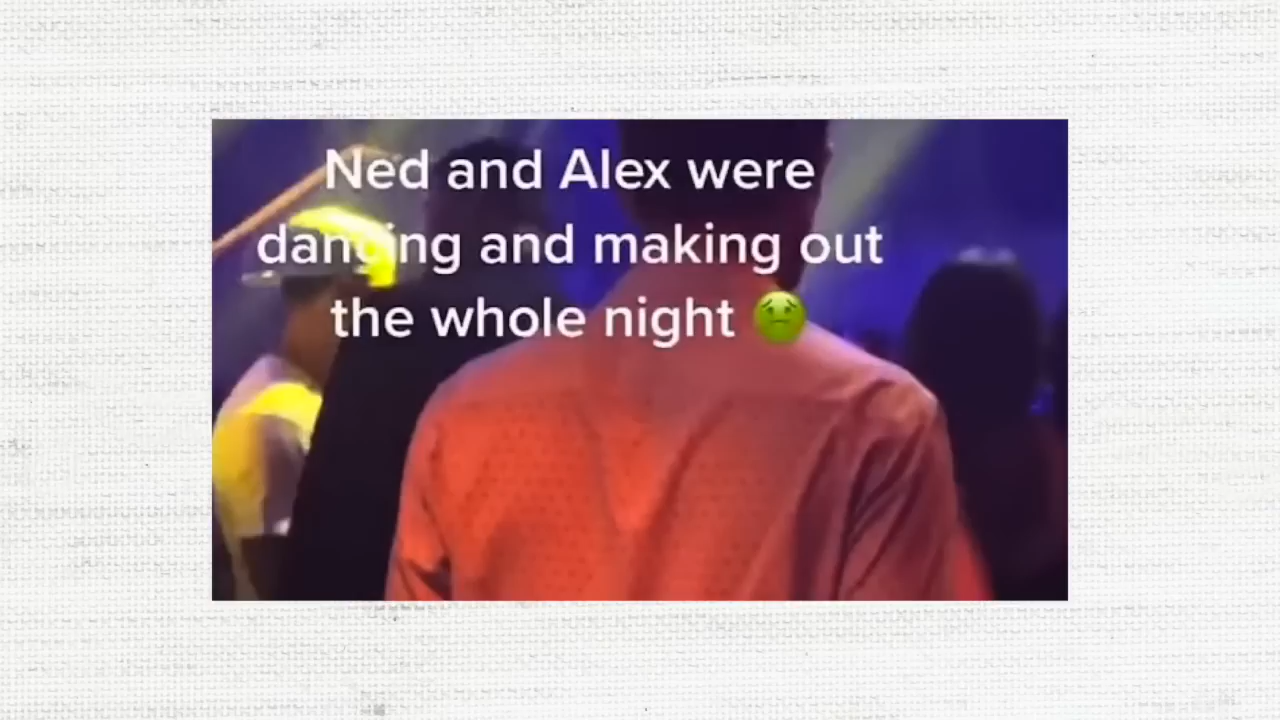 Ned and Alex were
dancing and making out
the whole night 🤢